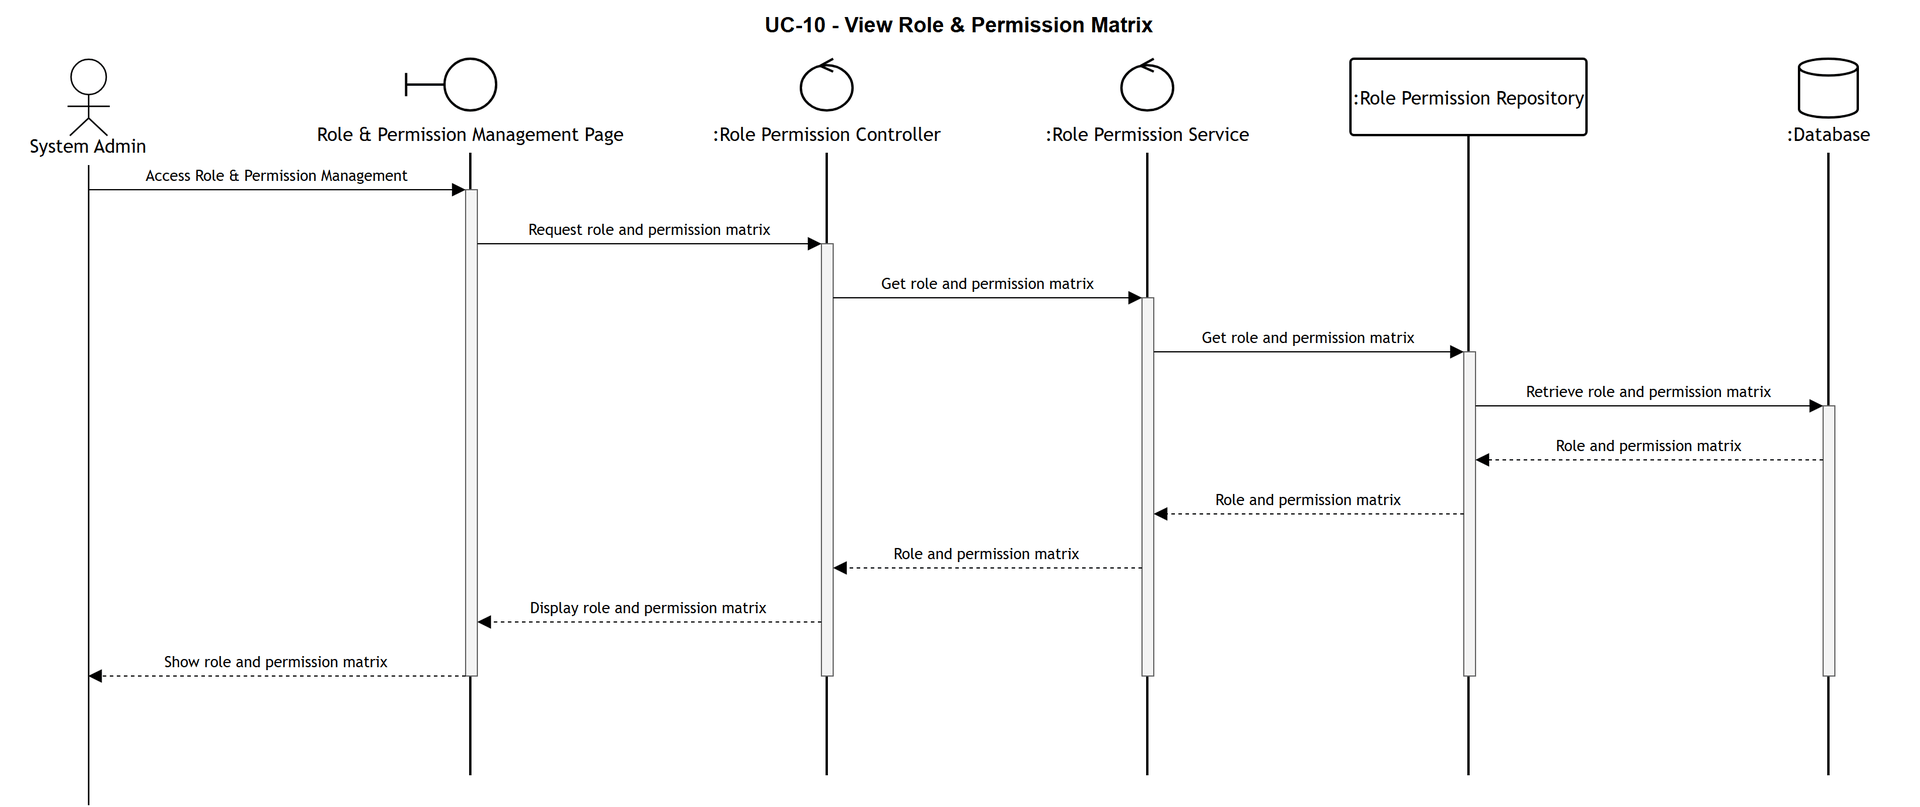 UC-10 - View Role & Permission Matrix
System Admin
Role & Permission Management Page
:Role Permission Controller
:Role Permission Service
:Role Permission Repository
:Database
Access Role & Permission Management
Request role and permission matrix
Get role and permission matrix
Get role and permission matrix
Retrieve role and permission matrix
Role and permission matrix
Role and permission matrix
Role and permission matrix
Display role and permission matrix
Show role and permission matrix